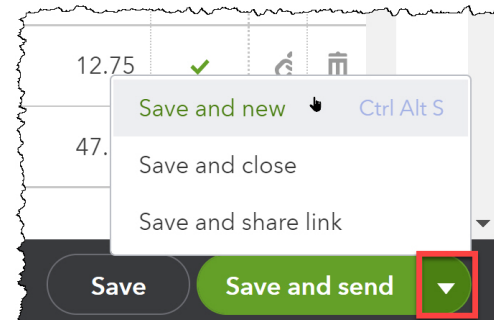 12.75
Save and new Ctrl Alt S
47.
Save and close
Save and share link
Save Save and send